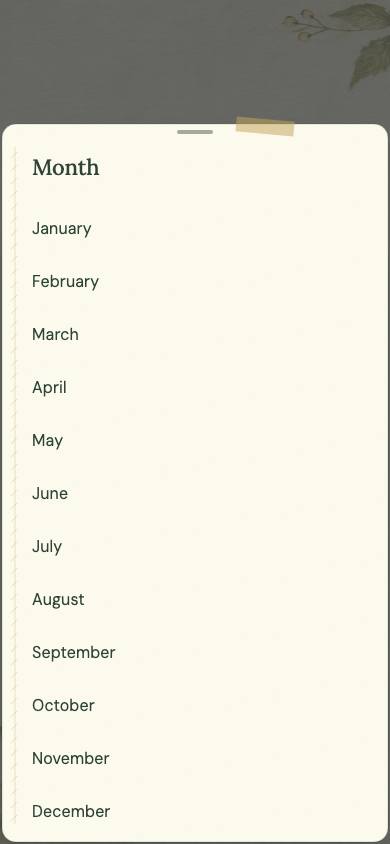 Month
January
February
March
April
May
June
July
August
September
October
November
December